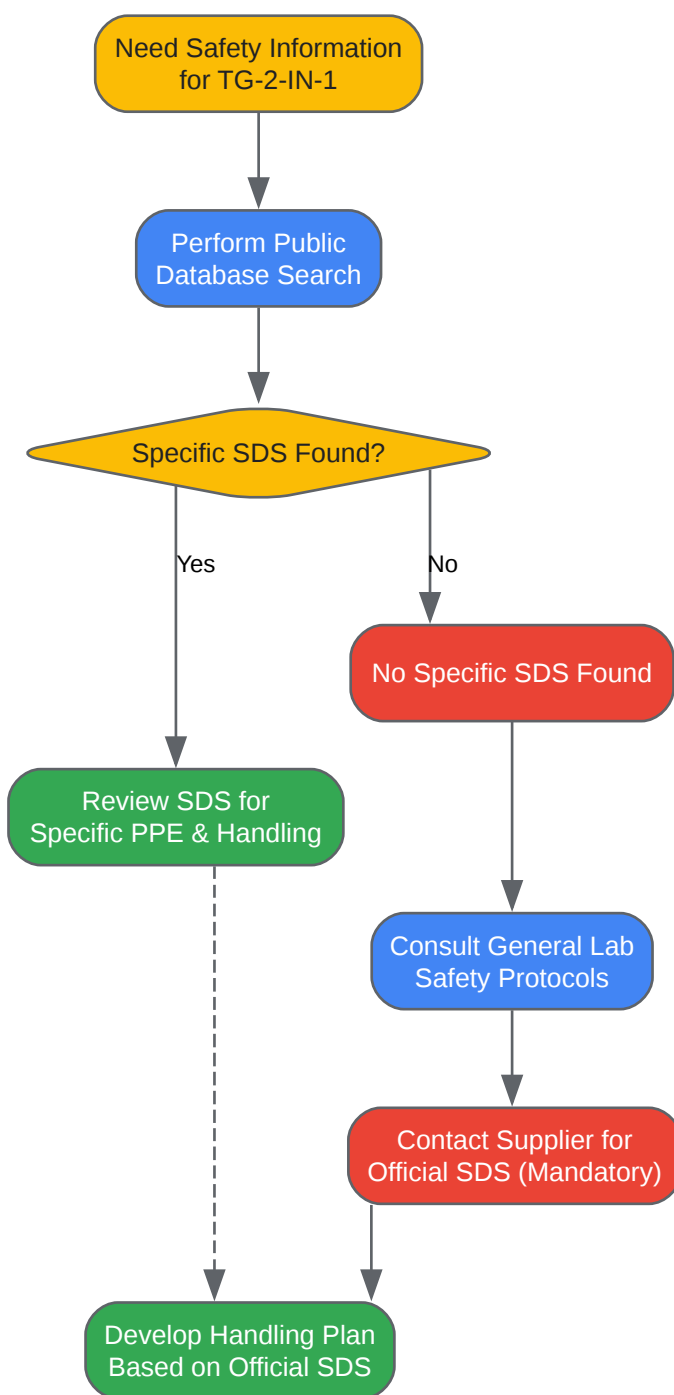 Need Safety Information
for TG-2-IN-1
Perform Public
Database Search
Specific SDS Found?
Yes
No
No Specific SDS Found
Review SDS for
Specific PPE & Handling
Consult General Lab
Safety Protocols
Contact Supplier for
Official SDS (Mandatory)
Develop Handling Plan
Based on Official SDS